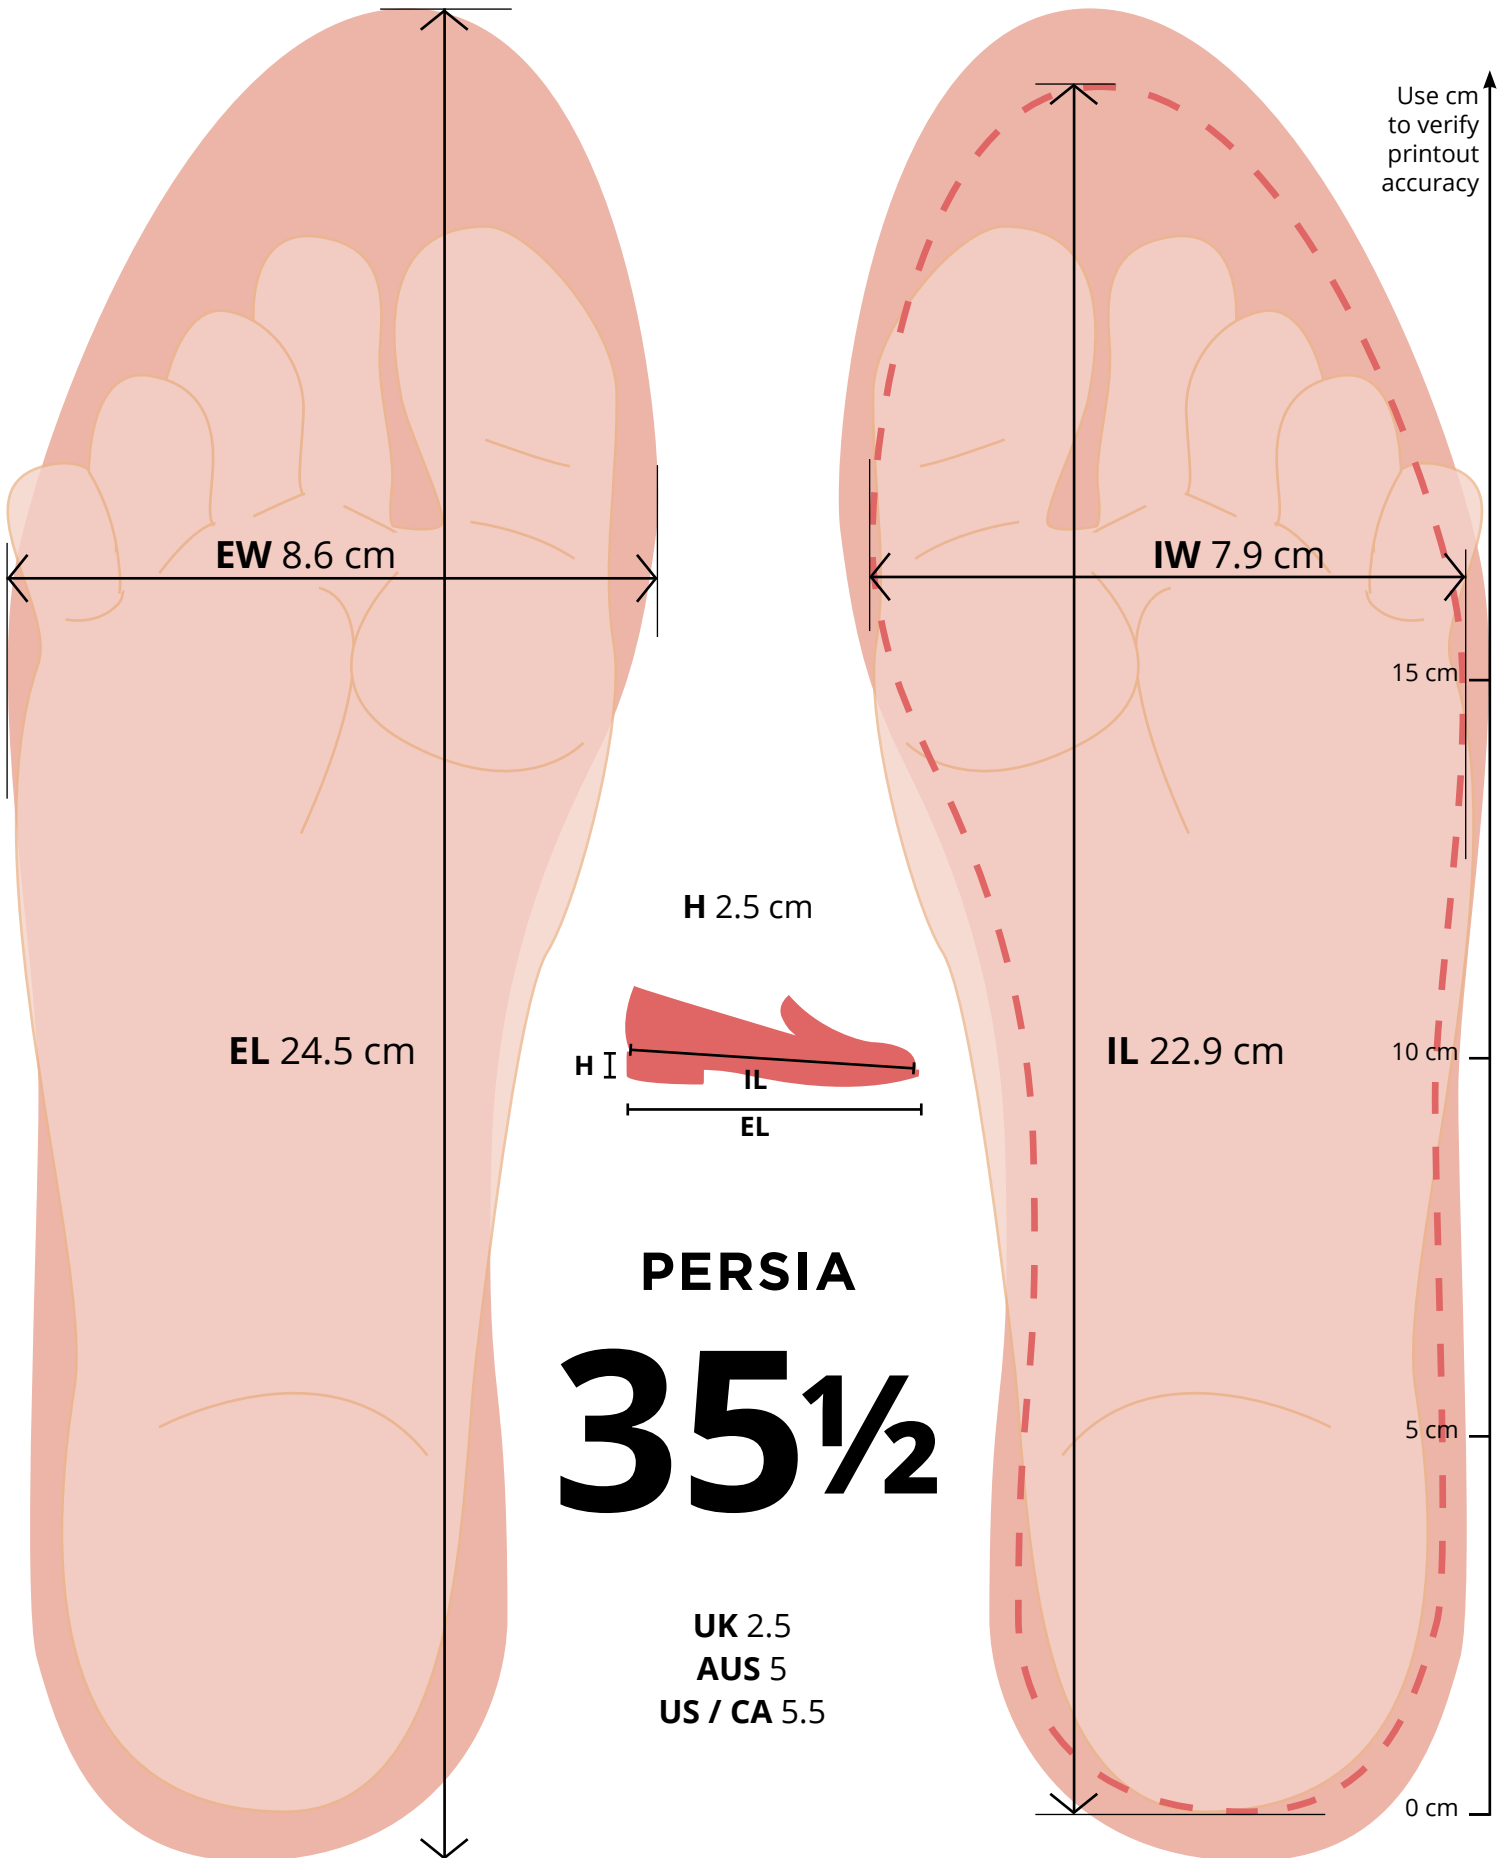 Use cm
to verify
printout
accuracy
EW 8.6 cm
IW 7.9 cm
15 cm
H 2.5 cm
EL 24.5 cm
H
IL
EL
IL 22.9 cm
10 cm
PERSIA
35½
5 cm
UK 2.5
AUS 5
US / CA 5.5
0 cm